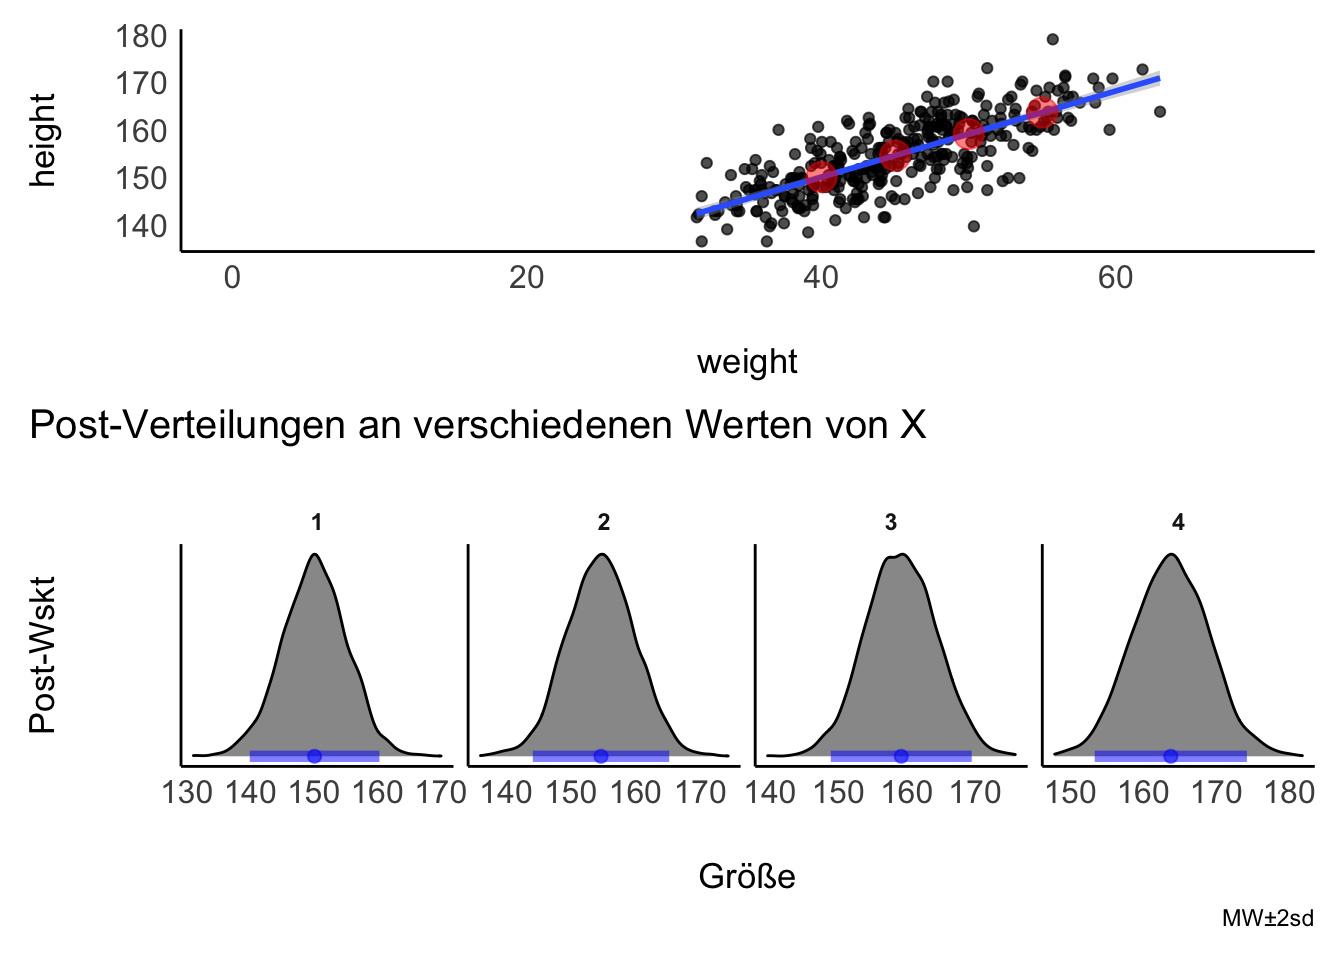 180
170
160
150
140
height
0 20 40 60
weight
Post-Verteilungen an verschiedenen Werten von X
1 2 3 4
Post-Wskt
130 140 150 160 170 140 150 160 170 140 150 160 170 150 160 170 180
Größe
MW±2sd